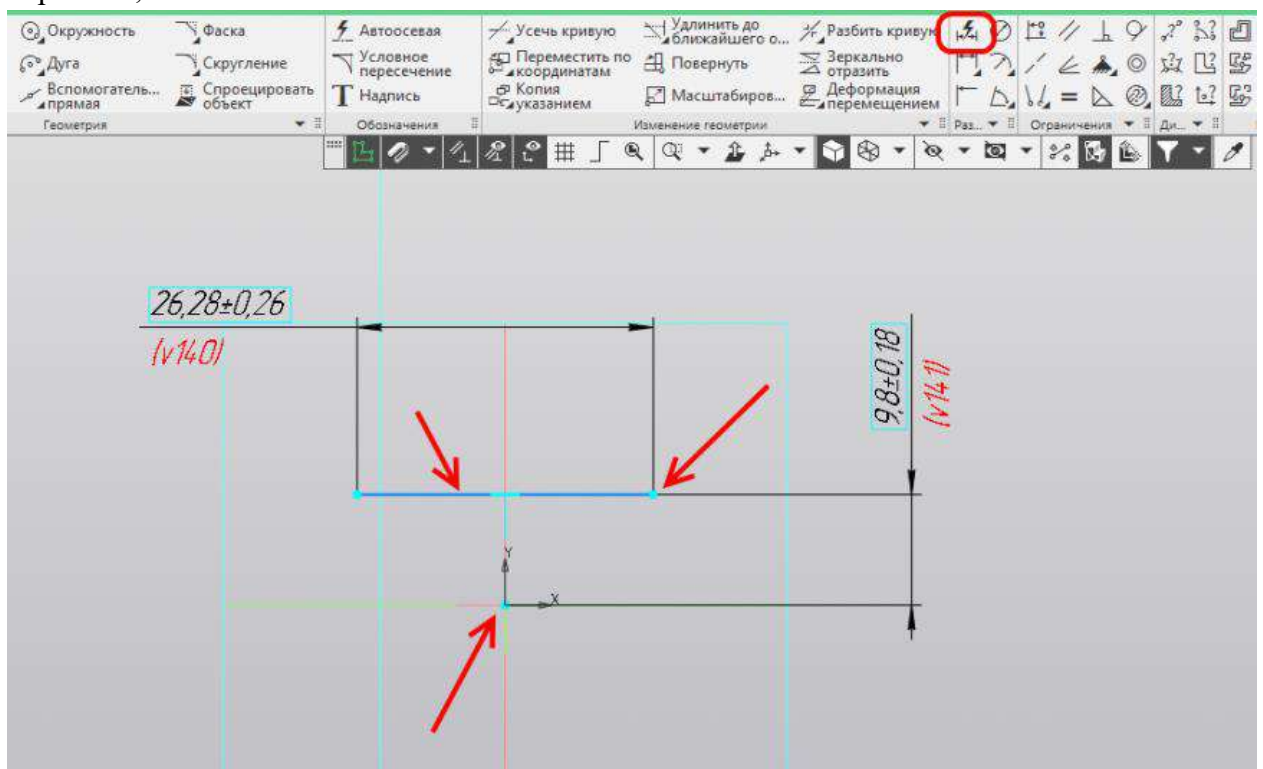 Окружность Фаска Автоосевая Усечь кривую Удлинить до ближайшего о... Разбить кривую
Дуга Скругление Условное пересечение Переместить по координатам Повернуть Зеркально отразить
Вспомогатель... прямая Спроецировать объект Надпись Копия указанием Масштабиров... Деформация перемещением
Геометрия Обозначения Изменение геометрии Раз... Ограничения Ди...
26,28±0,26
(v140)
9,8±0,18
(v141)
Y
X